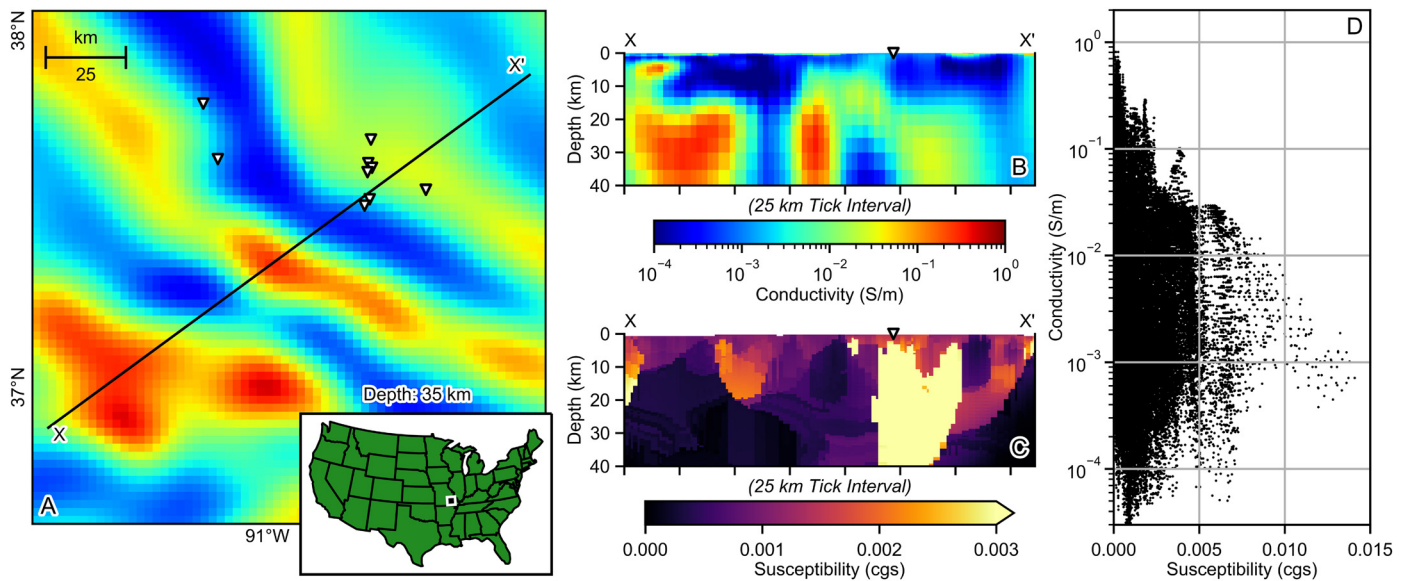 38°N
km
25
X'
37°N
X
Depth: 35 km
A
91°W
X
X'
0
10
20
30
40
Depth (km)
B
(25 km Tick Interval)
10⁻⁴
10⁻³
10⁻²
10⁻¹
10⁰
Conductivity (S/m)
X
X'
0
10
20
30
40
Depth (km)
C
(25 km Tick Interval)
0.000
0.001
0.002
0.003
Susceptibility (cgs)
D
10⁰
10⁻¹
10⁻²
10⁻³
10⁻⁴
Conductivity (S/m)
0.000
0.005
0.010
0.015
Susceptibility (cgs)